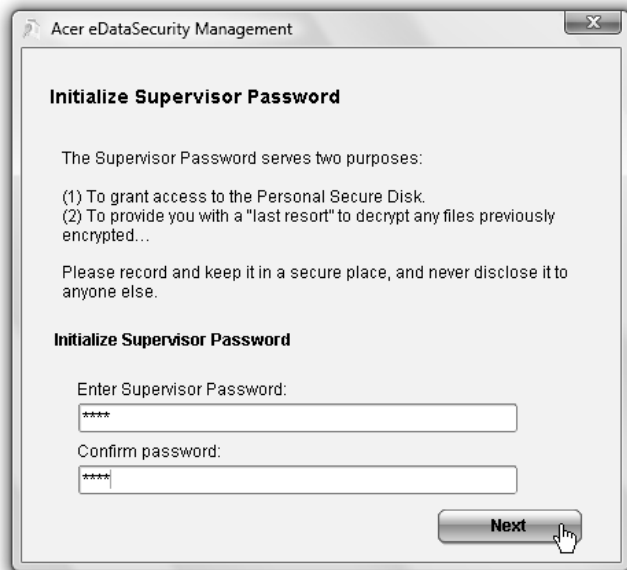 Acer eDataSecurity Management
Initialize Supervisor Password
The Supervisor Password serves two purposes:
(1) To grant access to the Personal Secure Disk.
(2) To provide you with a "last resort" to decrypt any files previously
encrypted...
Please record and keep it in a secure place, and never disclose it to
anyone else.
Initialize Supervisor Password
Enter Supervisor Password:
****
Confirm password:
****
Next